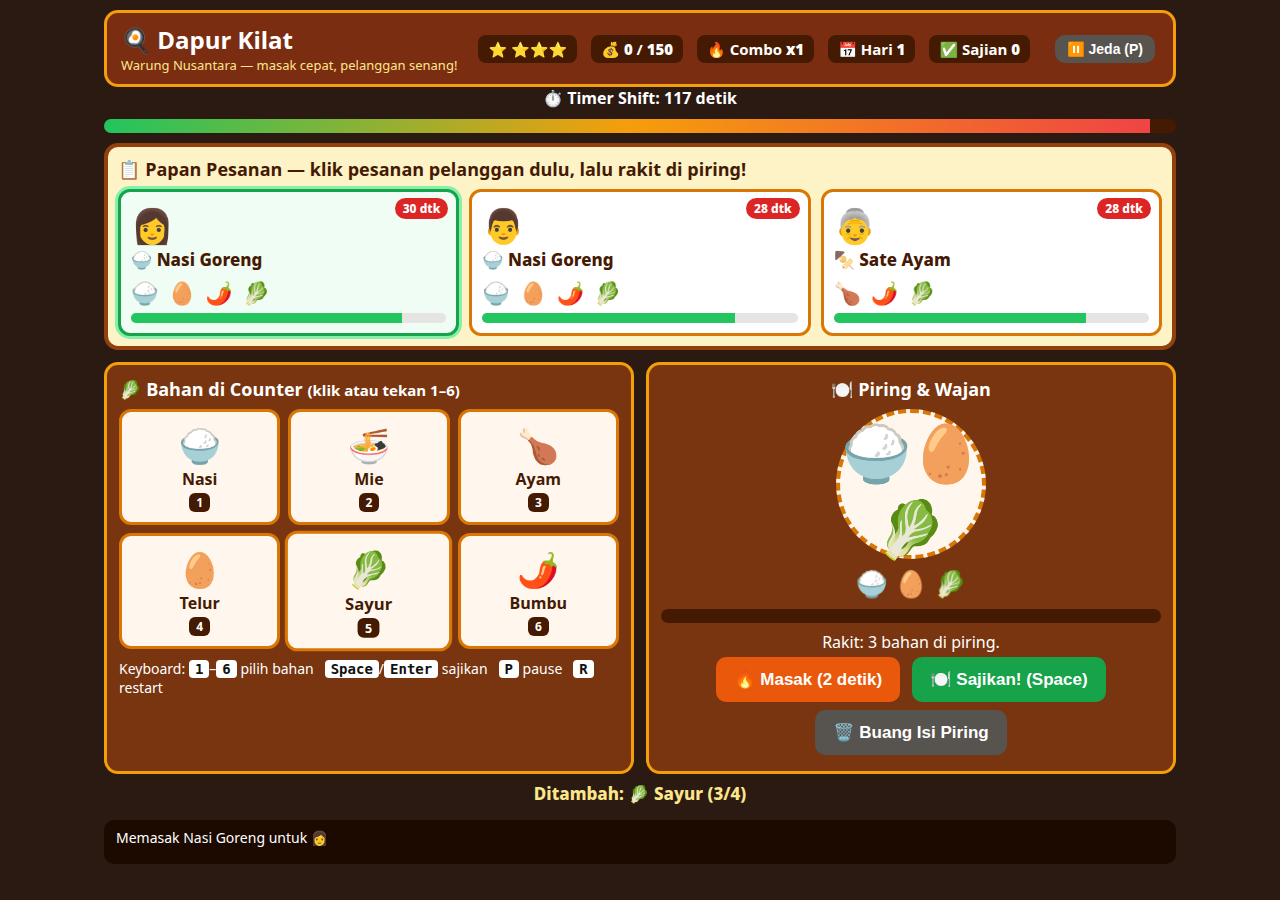 🍳 Dapur Kilat
Warung Nusantara — masak cepat, pelanggan senang!
⭐ ⭐⭐⭐
💰 0 / 150
🔥 Combo x1
📅 Hari 1
✅ Sajian 0
⏸️ Jeda (P)
⏱️ Timer Shift: 117 detik
📋 Papan Pesanan — klik pesanan pelanggan dulu, lalu rakit di piring!
30 dtk
🍚 Nasi Goreng
28 dtk
🍚 Nasi Goreng
28 dtk
🍢 Sate Ayam
🥬 Bahan di Counter (klik atau tekan 1–6)
Nasi
1
Mie
2
Ayam
3
Telur
4
Sayur
5
Bumbu
6
Keyboard: 1–6 pilih bahan Space/Enter sajikan P pause R
restart
🍽️ Piring & Wajan
Rakit: 3 bahan di piring.
🔥 Masak (2 detik)
🍽️ Sajikan! (Space)
🗑️ Buang Isi Piring
Ditambah: 🥬 Sayur (3/4)
Memasak Nasi Goreng untuk 👩